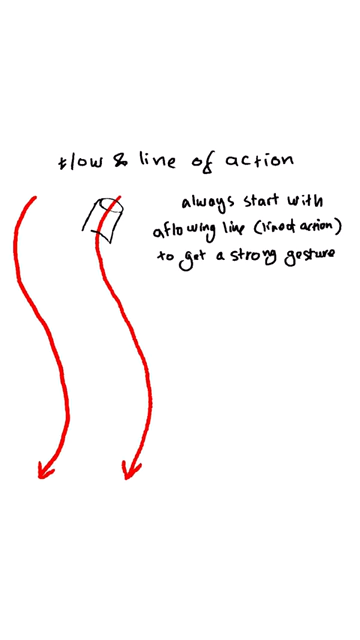 flow & line of action
always start with
a flowing line (line of action)
to get a strong gesture